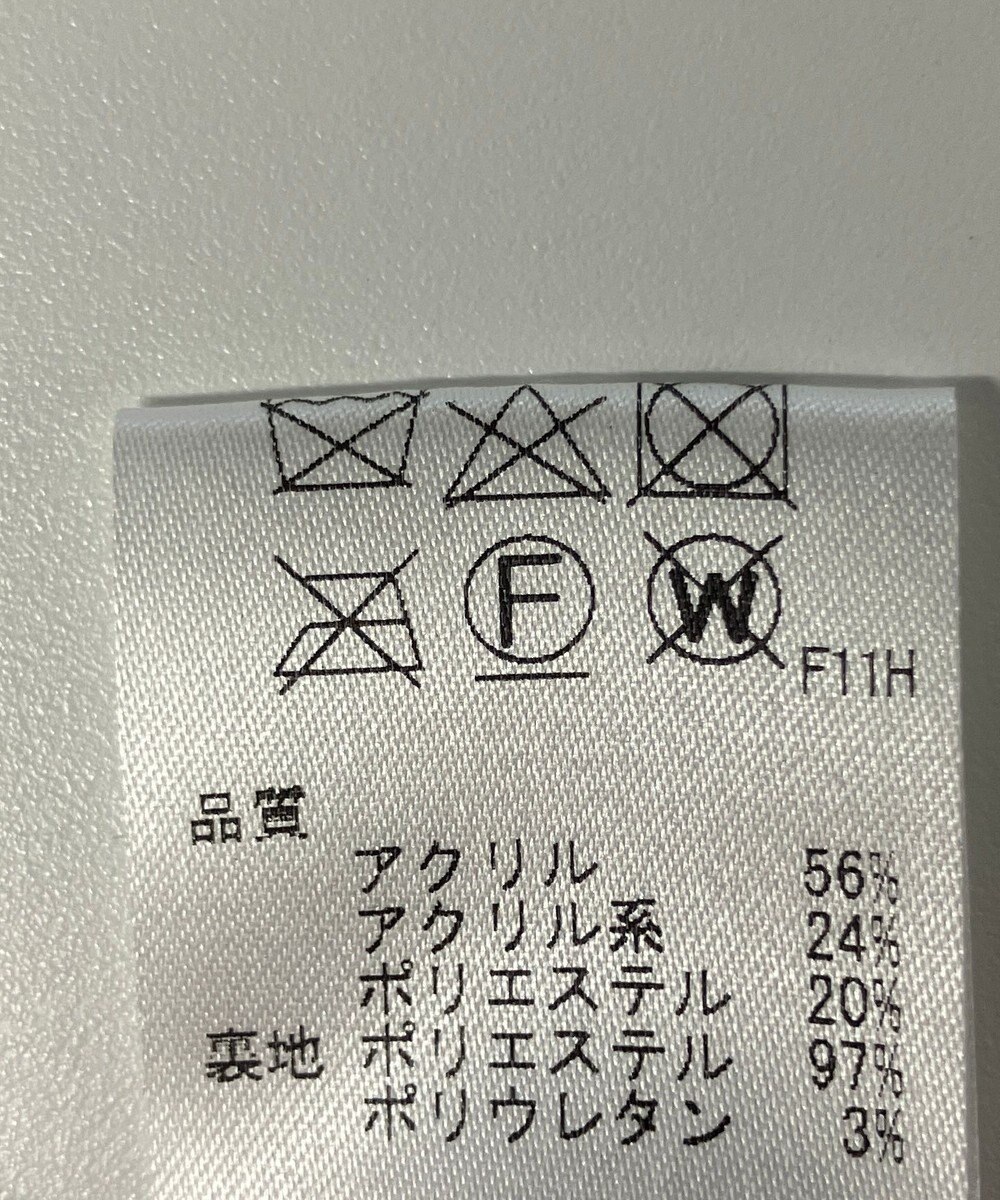 F W F11H
品質
アクリル 56%
アクリル系 24%
ポリエステル 20%
裏地 ポリエステル 97%
ポリウレタン 3%